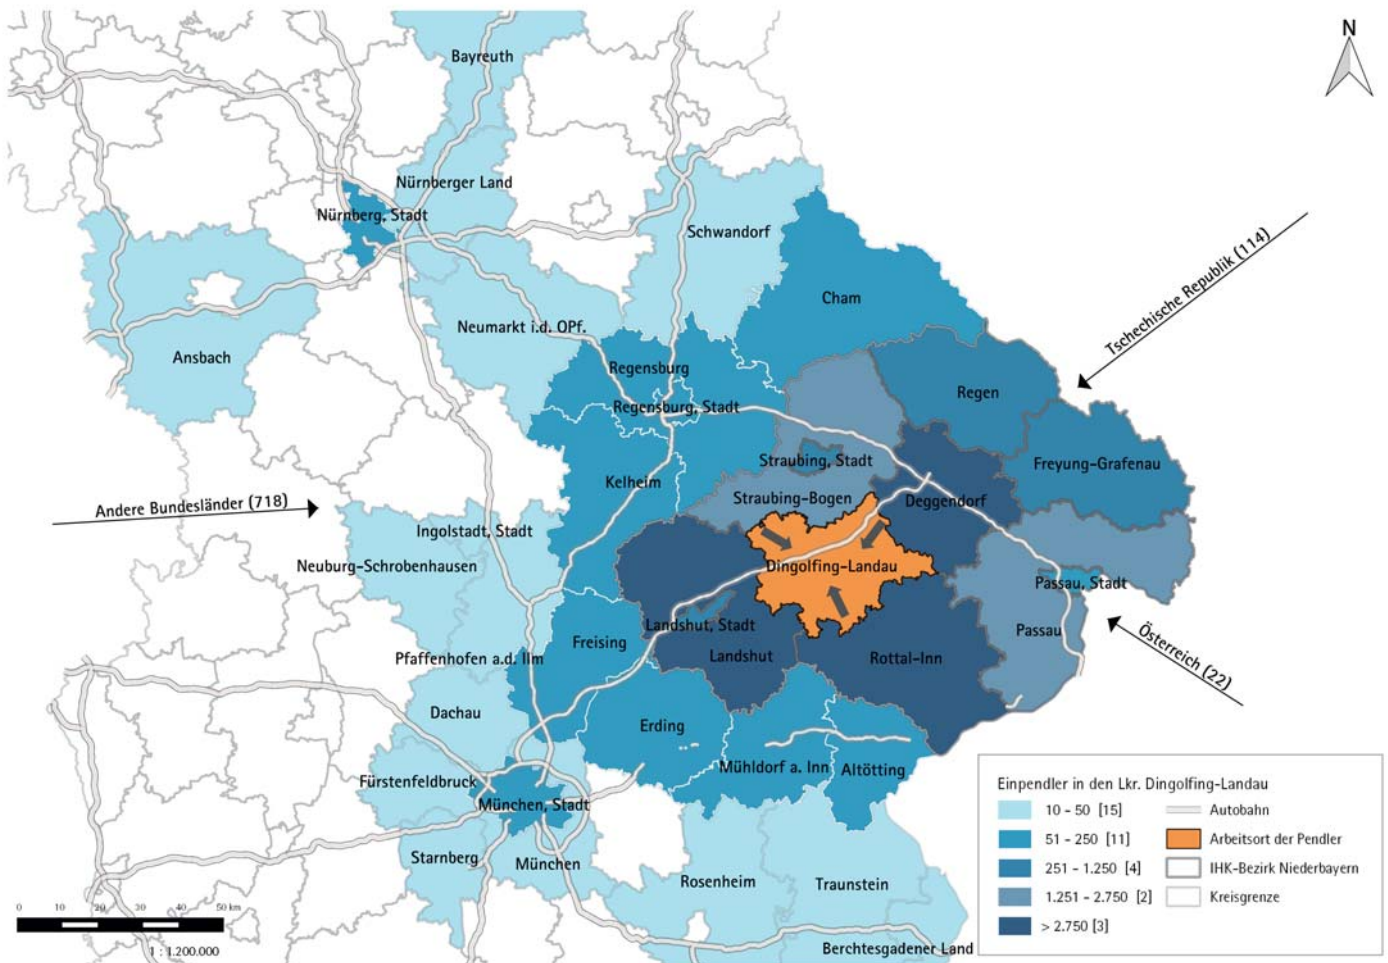 N
Bayreuth
Nürnberger Land
Nürnberg, Stadt
Schwandorf
Tschechische Republik (114)
Cham
Neumarkt i.d. OPf.
Ansbach
Regensburg
Regen
Regensburg, Stadt
Straubing, Stadt
Freyung-Grafenau
Kelheim
Straubing-Bogen
Deggendorf
Andere Bundesländer (718)
Ingolstadt, Stadt
Neuburg-Schrobenhausen
Dingolfing-Landau
Passau, Stadt
Landshut, Stadt
Passau
Freising
Landshut
Rottal-Inn
Österreich (22)
Pfaffenhofen a.d. Ilm
Dachau
Erding
Mühldorf a. Inn
Altötting
Fürstenfeldbruck
München, Stadt
Starnberg
München
Rosenheim
Traunstein
Berchtesgadener Land
0 10 20 30 40 50 km
1 : 1.200.000
Einpendler in den Lkr. Dingolfing-Landau
10 - 50 [15]
51 - 250 [11]
251 - 1.250 [4]
1.251 - 2.750 [2]
> 2.750 [3]
Autobahn
Arbeitsort der Pendler
IHK-Bezirk Niederbayern
Kreisgrenze